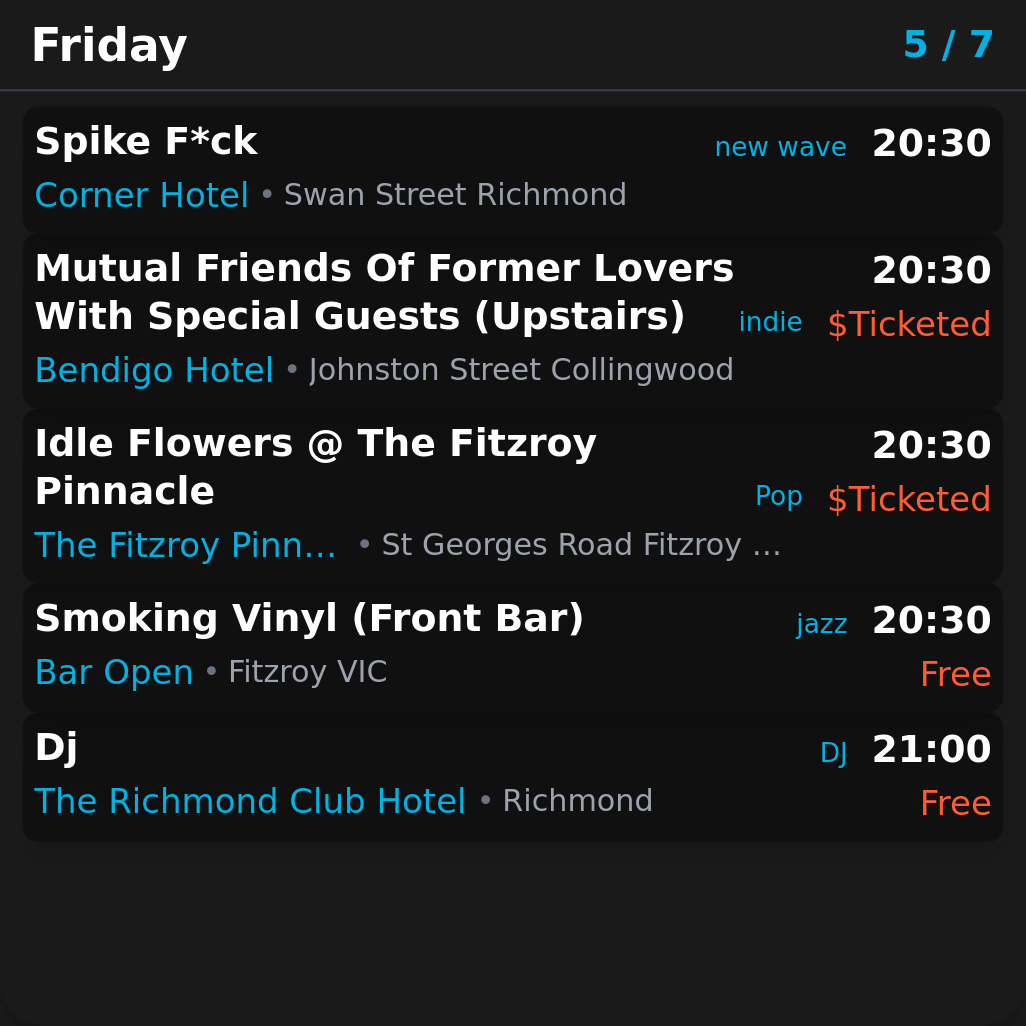 Friday 5 / 7
Spike F*ck new wave 20:30
Corner Hotel • Swan Street Richmond
Mutual Friends Of Former Lovers 20:30
With Special Guests (Upstairs) indie $Ticketed
Bendigo Hotel • Johnston Street Collingwood
Idle Flowers @ The Fitzroy 20:30
Pinnacle Pop $Ticketed
The Fitzroy Pinn... • St Georges Road Fitzroy ...
Smoking Vinyl (Front Bar) jazz 20:30
Bar Open • Fitzroy VIC Free
Dj DJ 21:00
The Richmond Club Hotel • Richmond Free